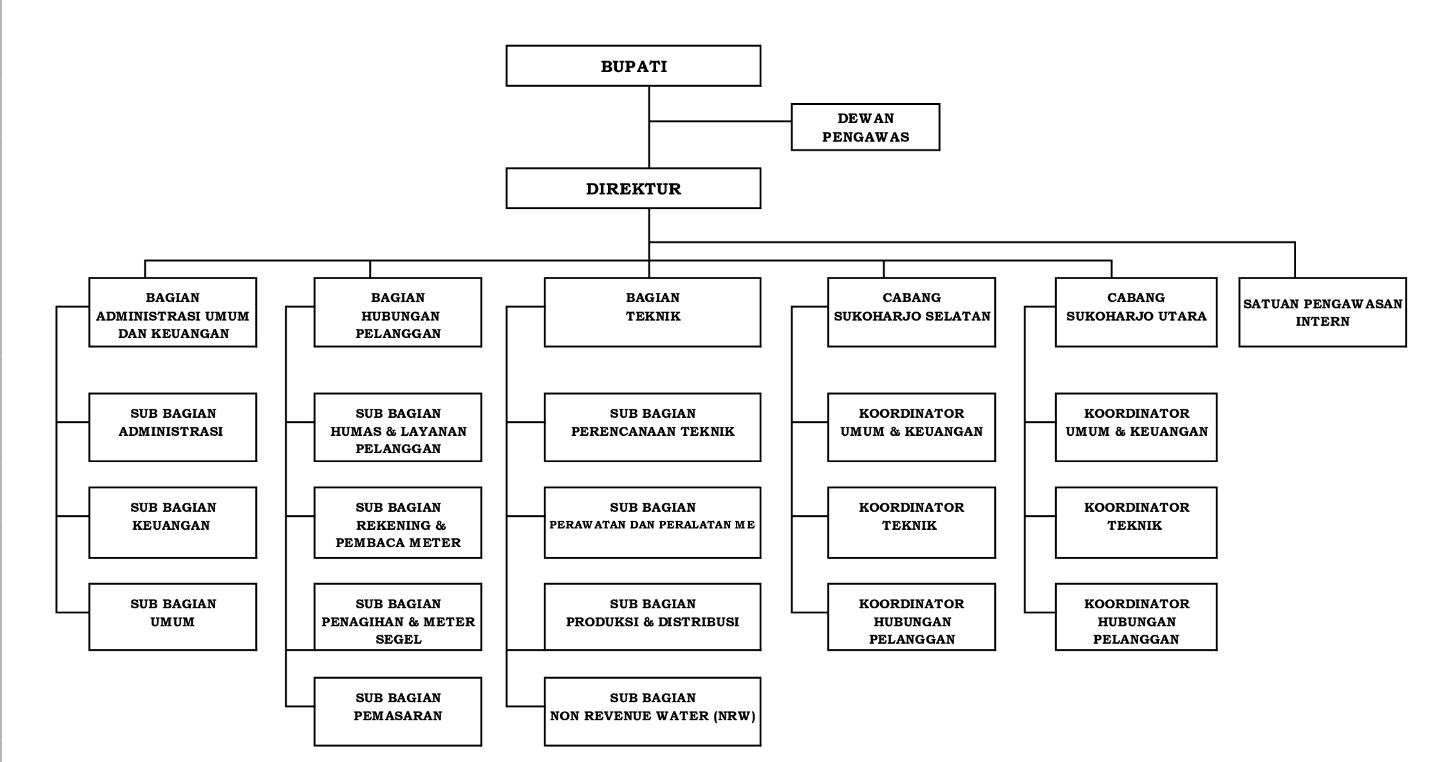 BUPATI
DEWAN
PENGAWAS
DIREKTUR
BAGIAN
ADMINISTRASI UMUM
DAN KEUANGAN
BAGIAN
HUBUNGAN
PELANGGAN
BAGIAN
TEKNIK
CABANG
SUKOHARJO SELATAN
CABANG
SUKOHARJO UTARA
SATUAN PENGAWASAN
INTERN
SUB BAGIAN
ADMINISTRASI
SUB BAGIAN
HUMAS & LAYANAN
PELANGGAN
SUB BAGIAN
PERENCANAAN TEKNIK
KOORDINATOR
UMUM & KEUANGAN
KOORDINATOR
UMUM & KEUANGAN
SUB BAGIAN
KEUANGAN
SUB BAGIAN
REKENING &
PEMBACA METER
SUB BAGIAN
PERAWATAN DAN PERALATAN ME
KOORDINATOR
TEKNIK
KOORDINATOR
TEKNIK
SUB BAGIAN
UMUM
SUB BAGIAN
PENAGIHAN & METER
SEGEL
SUB BAGIAN
PRODUKSI & DISTRIBUSI
KOORDINATOR
HUBUNGAN
PELANGGAN
KOORDINATOR
HUBUNGAN
PELANGGAN
SUB BAGIAN
PEMASARAN
SUB BAGIAN
NON REVENUE WATER (NRW)